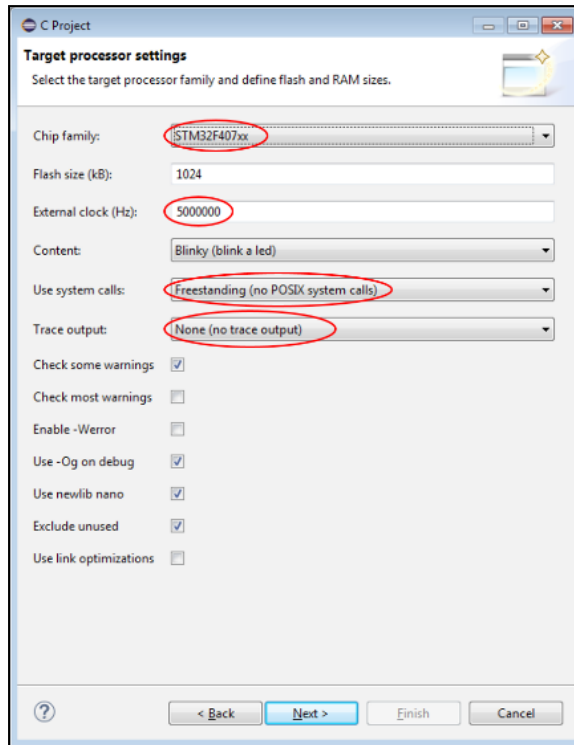 C Project
Target processor settings
Select the target processor family and define flash and RAM sizes.
Chip family: STM32F407xx
Flash size (kB): 1024
External clock (Hz): 5000000
Content: Blinky (blink a led)
Use system calls: Freestanding (no POSIX system calls)
Trace output: None (no trace output)
Check some warnings
Check most warnings
Enable -Werror
Use -Og on debug
Use newlib nano
Exclude unused
Use link optimizations
? < Back Next > Finish Cancel